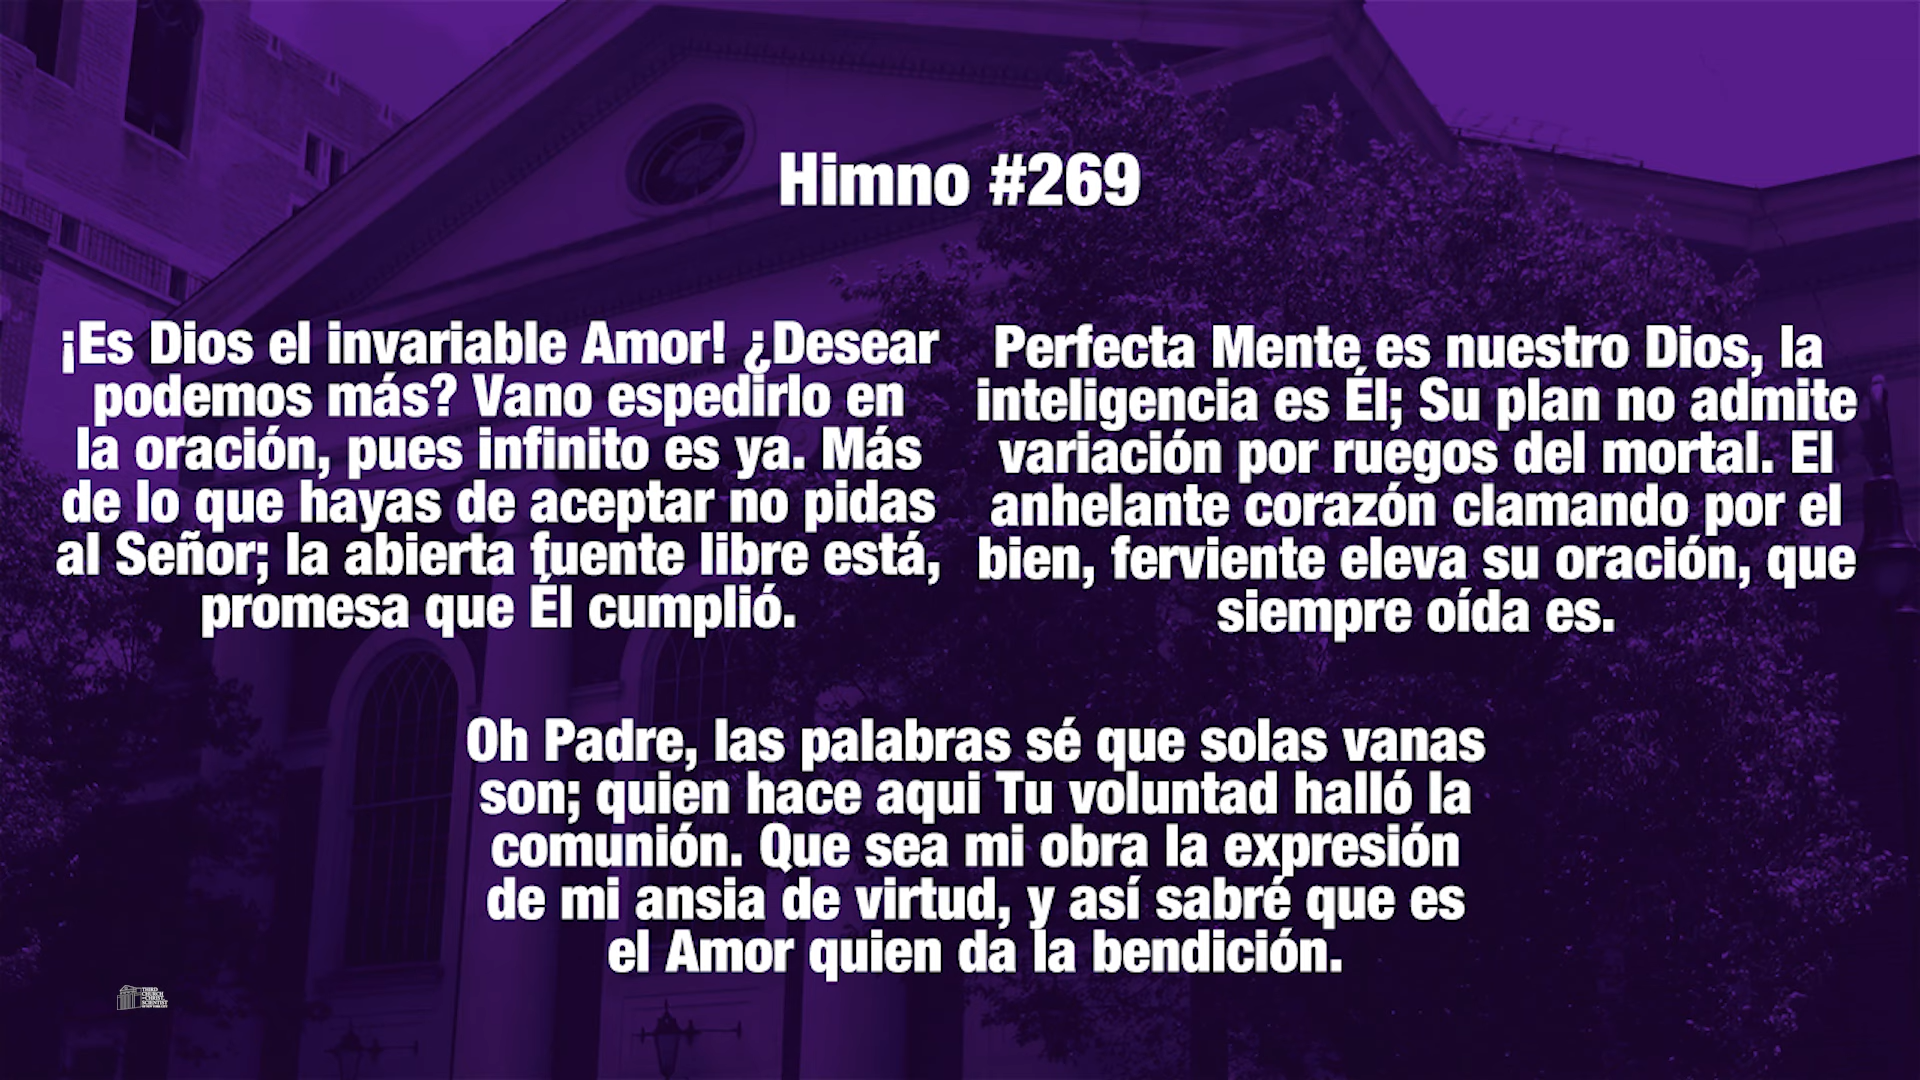 Himno #269
¡Es Dios el invariable Amor! ¿Desear
podemos más? Vano espedirlo en
la oración, pues infinito es ya. Más
de lo que hayas de aceptar no pidas
al Señor; la abierta fuente libre está,
promesa que Él cumplió.
Perfecta Mente es nuestro Dios, la
inteligencia es Él; Su plan no admite
variación por ruegos del mortal. El
anhelante corazón clamando por el
bien, ferviente eleva su oración, que
siempre oída es.
Oh Padre, las palabras sé que solas vanas
son; quien hace aqui Tu voluntad halló la
comunión. Que sea mi obra la expresión
de mi ansia de virtud, y así sabré que es
el Amor quien da la bendición.
THIRD
CHURCH
OF CHRIST
SCIENTIST